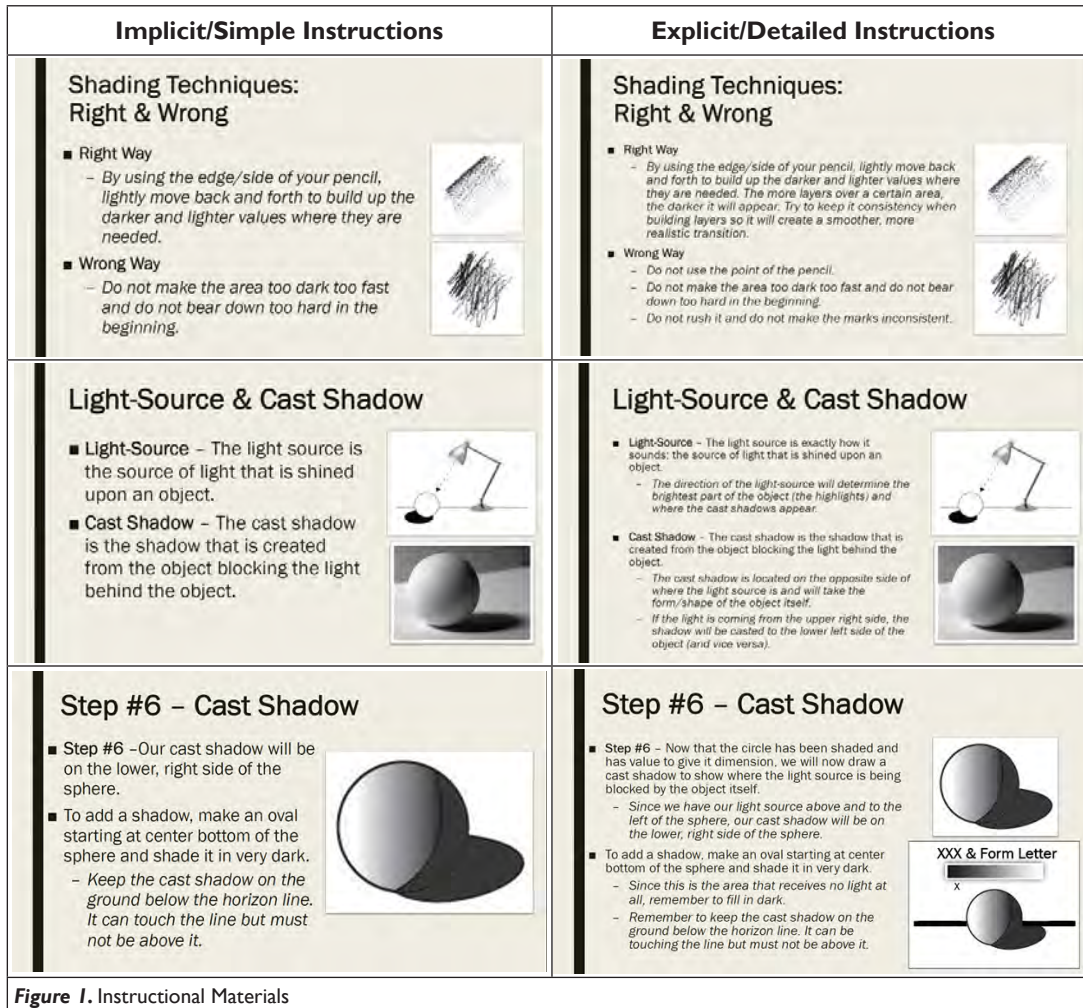 Implicit/Simple Instructions
Explicit/Detailed Instructions
Shading Techniques:
Right & Wrong
■ Right Way
– By using the edge/side of your pencil,
lightly move back and forth to build up the
darker and lighter values where they are
needed.
■ Wrong Way
– Do not make the area too dark too fast
and do not bear down too hard in the
beginning.
Shading Techniques:
Right & Wrong
■ Right Way
– By using the edge/side of your pencil, lightly move back
and forth to build up the darker and lighter values where
they are needed. The more layers over a certain area,
the darker it will appear. Try to keep it consistency when
building layers so it will create a smoother, more
realistic transition.
■ Wrong Way
– Do not use the point of the pencil.
– Do not make the area too dark too fast and do not bear
down too hard in the beginning.
– Do not rush it and do not make the marks inconsistent.
Light-Source & Cast Shadow
■ Light-Source – The light source is
the source of light that is shined
upon an object.
■ Cast Shadow – The cast shadow
is the shadow that is created
from the object blocking the light
behind the object.
Light-Source & Cast Shadow
■ Light-Source – The light source is exactly how it
sounds: the source of light that is shined upon an
object.
– The direction of the light-source will determine the
brightest part of the object (the highlights) and
where the cast shadows appear.
■ Cast Shadow – The cast shadow is the shadow that is
created from the object blocking the light behind the
object.
– The cast shadow is located on the opposite side of
where the light source is and will take the
form/shape of the object itself.
– If the light is coming from the upper right side, the
shadow will be casted to the lower left side of the
object (and vice versa).
Step #6 – Cast Shadow
■ Step #6 –Our cast shadow will be
on the lower, right side of the
sphere.
■ To add a shadow, make an oval
starting at center bottom of the
sphere and shade it in very dark.
– Keep the cast shadow on the
ground below the horizon line.
It can touch the line but must
not be above it.
Step #6 – Cast Shadow
■ Step #6 – Now that the circle has been shaded and
has value to give it dimension, we will now draw a
cast shadow to show where the light source is being
blocked by the object itself.
– Since we have our light source above and to the
left of the sphere, our cast shadow will be on
the lower, right side of the sphere.
■ To add a shadow, make an oval starting at center
bottom of the sphere and shade it in very dark.
– Since this is the area that receives no light at
all, remember to fill in dark.
– Remember to keep the cast shadow on the
ground below the horizon line. It can be
touching the line but must not be above it.
XXX & Form Letter
X
Figure 1. Instructional Materials